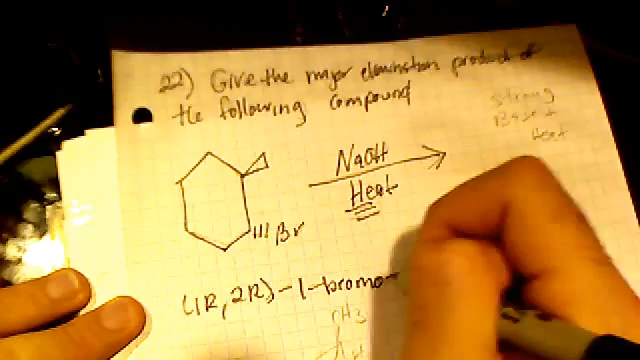 22) Give the major elimination product of
the following compound
strong
Base +
Heat
NaOH
Heat
Br
(1R, 2R)-1-bromo-
CH3
H